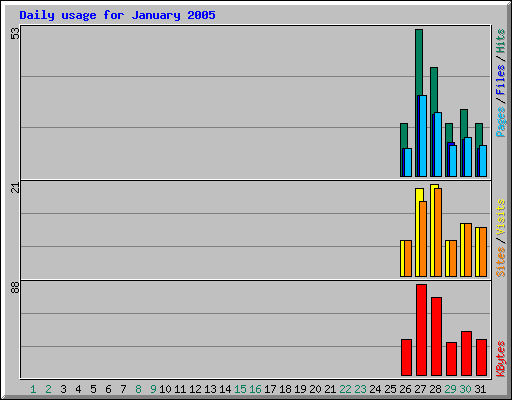 Daily usage for January 2005
53
Pages / Files / Hits
21
Sites / Visits
88
KBytes
1 2 3 4 5 6 7 8 9 10 11 12 13 14 15 16 17 18 19 20 21 22 23 24 25 26 27 28 29 30 31